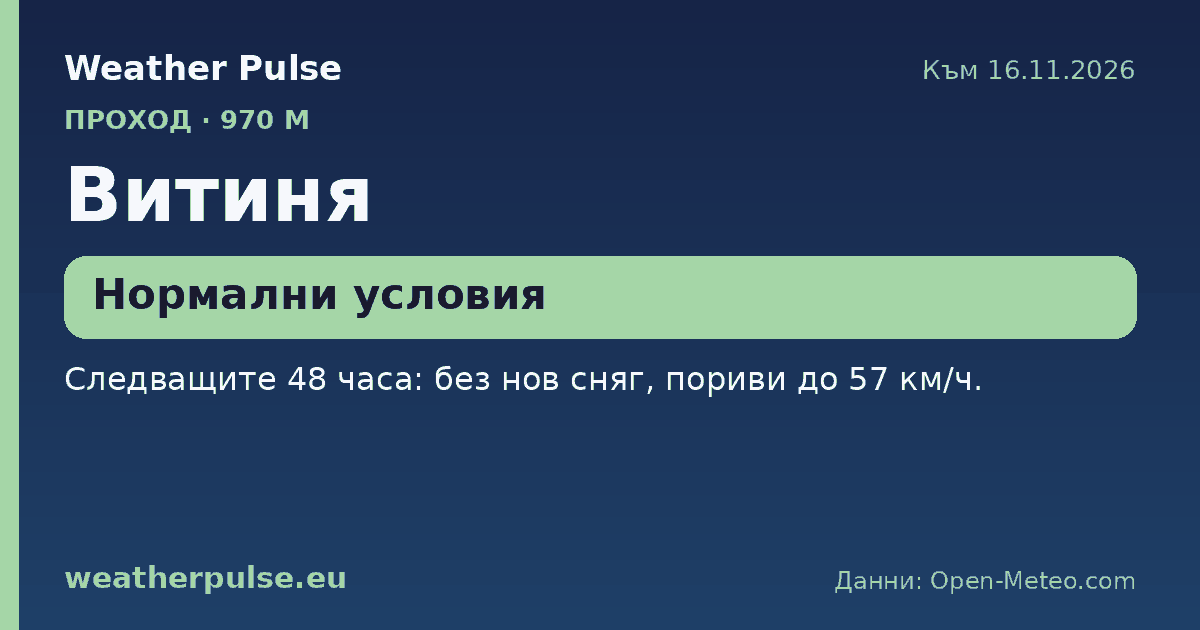 Weather Pulse
Към 16.11.2026
ПРОХОД · 970 М
Витиня
Нормални условия
Следващите 48 часа: без нов сняг, пориви до 57 км/ч.
weatherpulse.eu
Данни: Open-Meteo.com